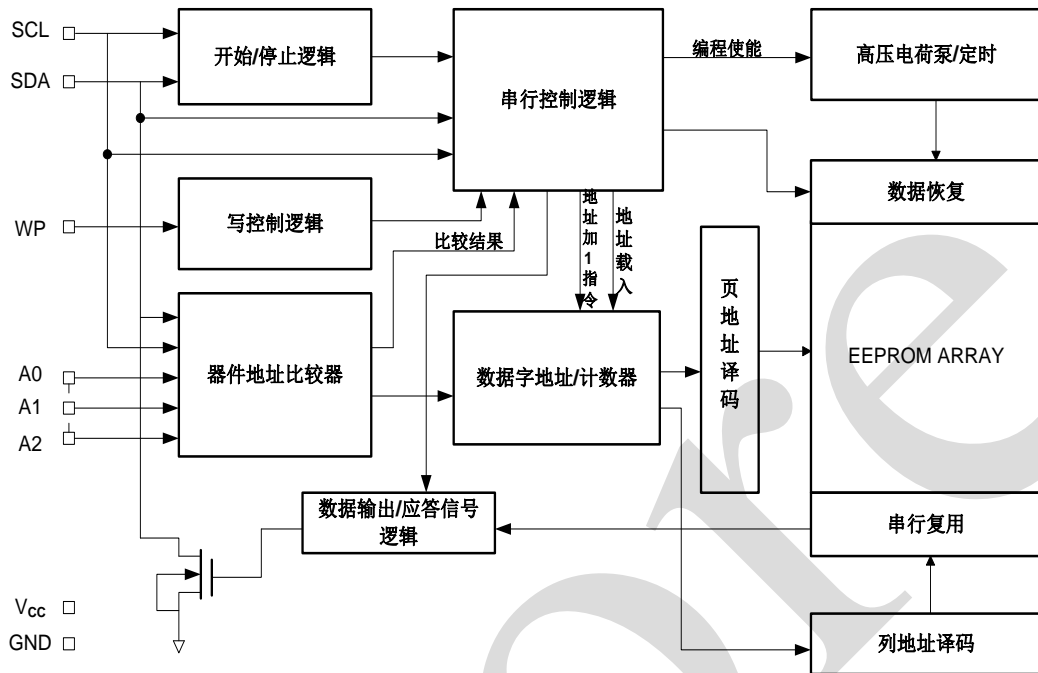 SCL
SDA
开始/停止逻辑
串行控制逻辑
编程使能
高压电荷泵/定时
数据恢复
WP
写控制逻辑
比较结果
地址加1指令
地址载入
页地址译码
EEPROM ARRAY
器件地址比较器
数据字地址/计数器
A0
A1
A2
数据输出/应答信号
逻辑
串行复用
VCC
GND
列地址译码